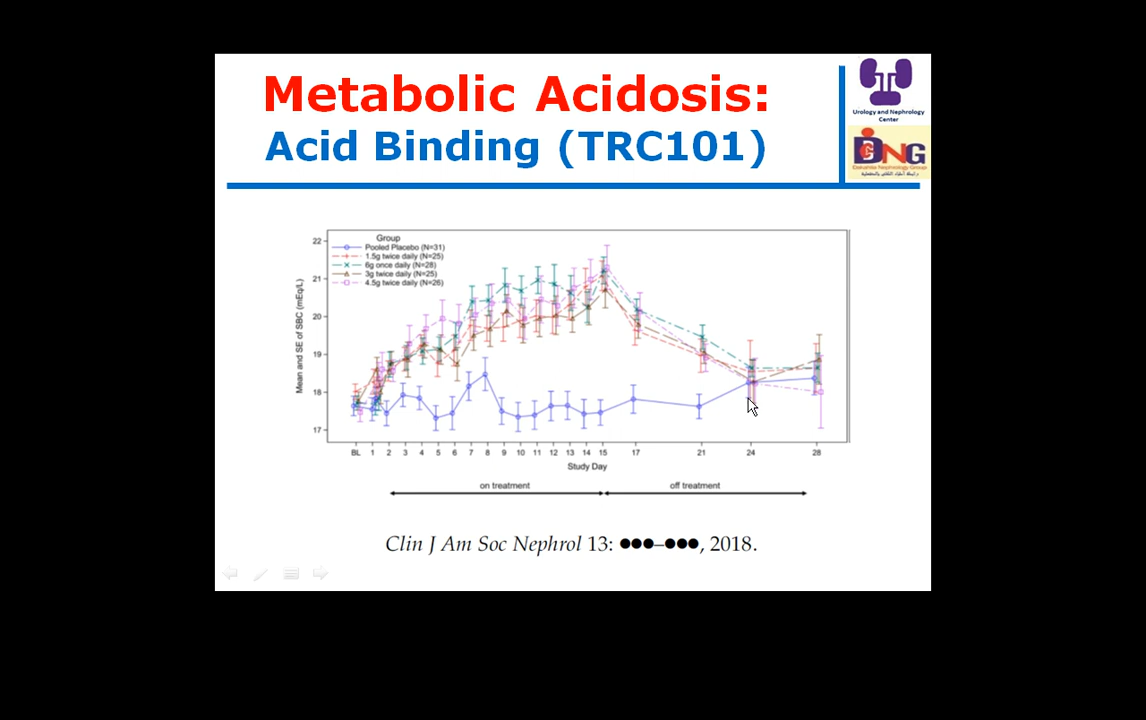 Metabolic Acidosis:
Acid Binding (TRC101)
Urology and Nephrology
Center
Group
Pooled Placebo (N=31)
1.5g twice daily (N=25)
6g once daily (N=28)
3g twice daily (N=25)
4.5g twice daily (N=26)
Mean and SE of SBC (mEq/L)
22
21
20
19
18
17
BL 1 2 3 4 5 6 7 8 9 10 11 12 13 14 15 17 21 24 28
Study Day
on treatment off treatment
Clin J Am Soc Nephrol 13: ●●●–●●●, 2018.